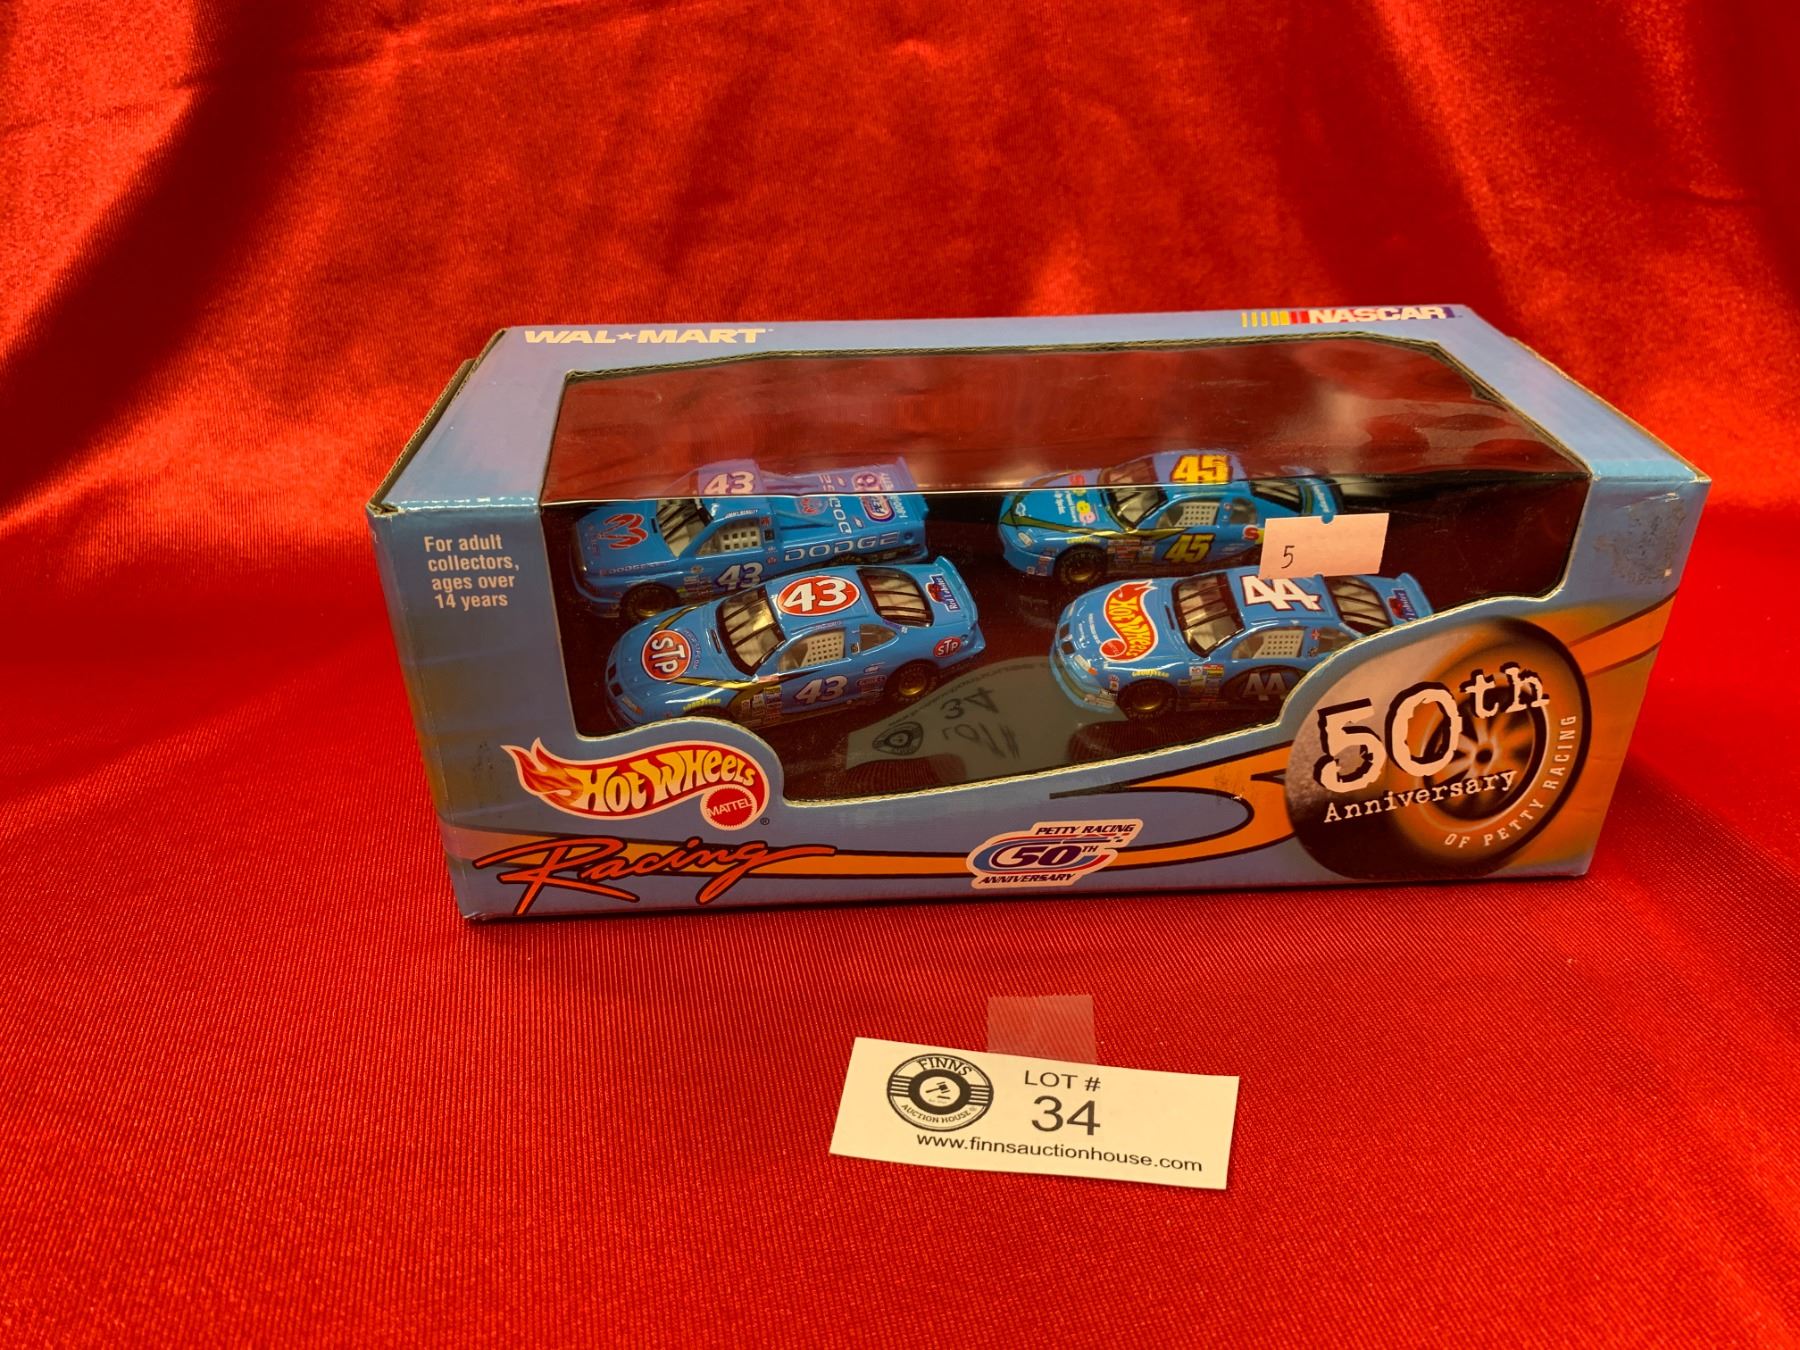 WAL★MART
NASCAR
For adult
collectors,
ages over
14 years
43
DODGE
43
45
45
5
43
STP
43
STP
44
HOT WHEELS
44
34
HOT WHEELS
MATTEL
®
Racing
PETTY RACING
50TH
ANNIVERSARY
50th
Anniversary
OF PETTY RACING
FINNS
AUCTION HOUSE
LOT #
34
www.finnsauctionhouse.com